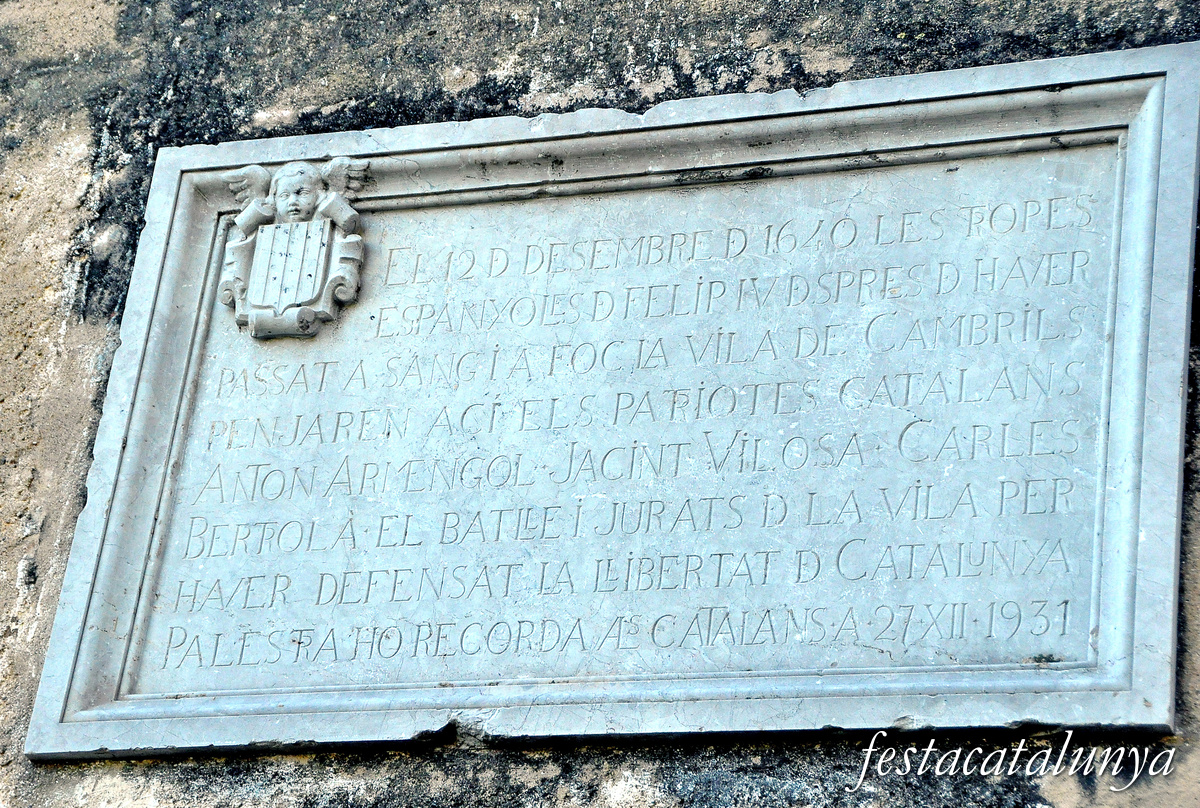 EL 12 D DESEMBRE D 1640 LES TROPES
ESPANYOLES D FELIP IV DSPRES D HAVER
PASSAT A SANG I A FOC LA VILA DE CAMBRILS
PENJAREN ACÍ ELS PATRIOTES CATALANS
ANTON ARMENGOL · JACINT VILOSA · CARLES
BERTROLÀ · EL BATLLE I JURATS D LA VILA PER
HAVER DEFENSAT LA LLIBERTAT D CATALUNYA
PALESTRA HO RECORDA ALS CATALANS · A · 27 · XII · 1931
festacatalunya